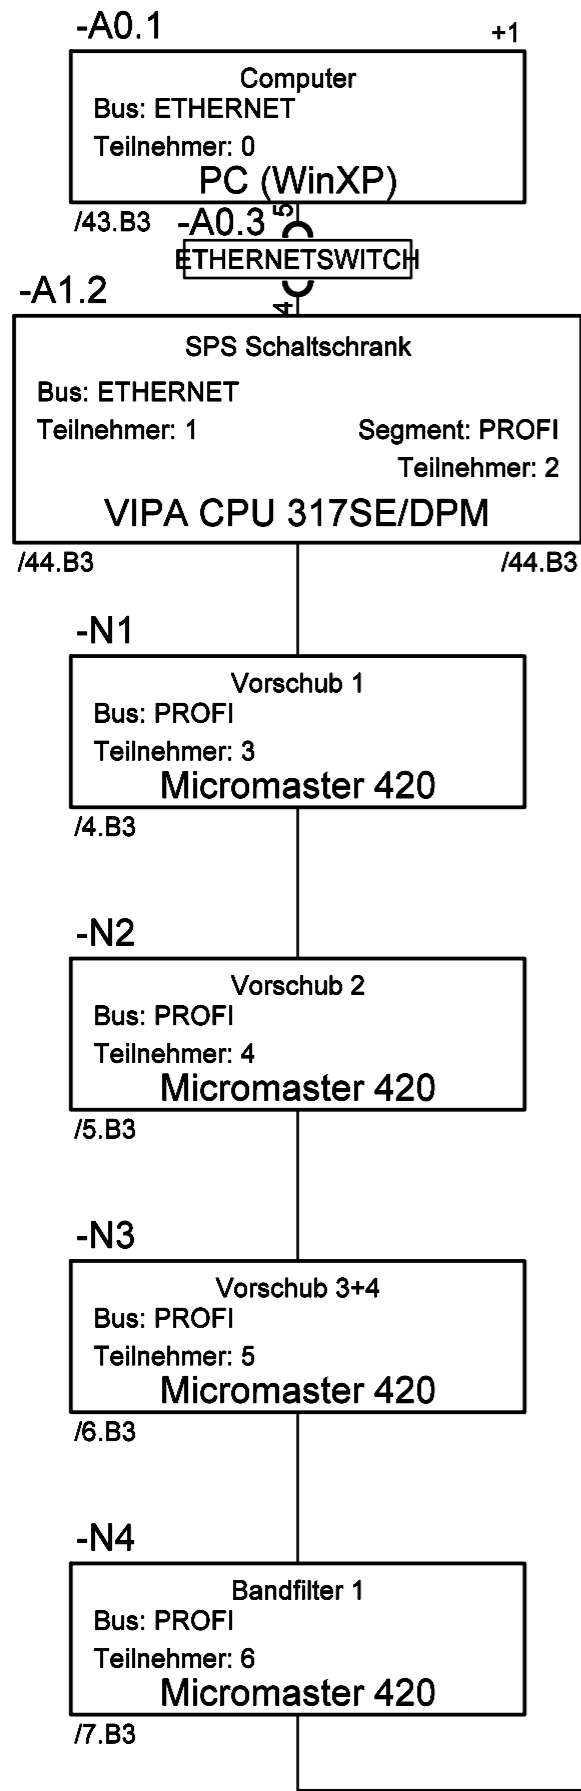 -A0.1
+1
Computer
Bus: ETHERNET
Teilnehmer: 0
PC (WinXP)
/43.B3
-A0.3
5
ETHERNETSWITCH
4
-A1.2
SPS Schaltschrank
Bus: ETHERNET
Teilnehmer: 1
Segment: PROFI
Teilnehmer: 2
VIPA CPU 317SE/DPM
/44.B3
/44.B3
-N1
Vorschub 1
Bus: PROFI
Teilnehmer: 3
Micromaster 420
/4.B3
-N2
Vorschub 2
Bus: PROFI
Teilnehmer: 4
Micromaster 420
/5.B3
-N3
Vorschub 3+4
Bus: PROFI
Teilnehmer: 5
Micromaster 420
/6.B3
-N4
Bandfilter 1
Bus: PROFI
Teilnehmer: 6
Micromaster 420
/7.B3